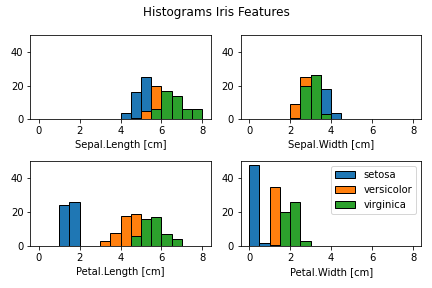 Histograms Iris Features
40
20
0
0 2 4 6 8
Sepal.Length [cm]
40
20
0
0 2 4 6 8
Sepal.Width [cm]
40
20
0
0 2 4 6 8
Petal.Length [cm]
setosa
versicolor
virginica
40
20
0
0 2 4 6 8
Petal.Width [cm]